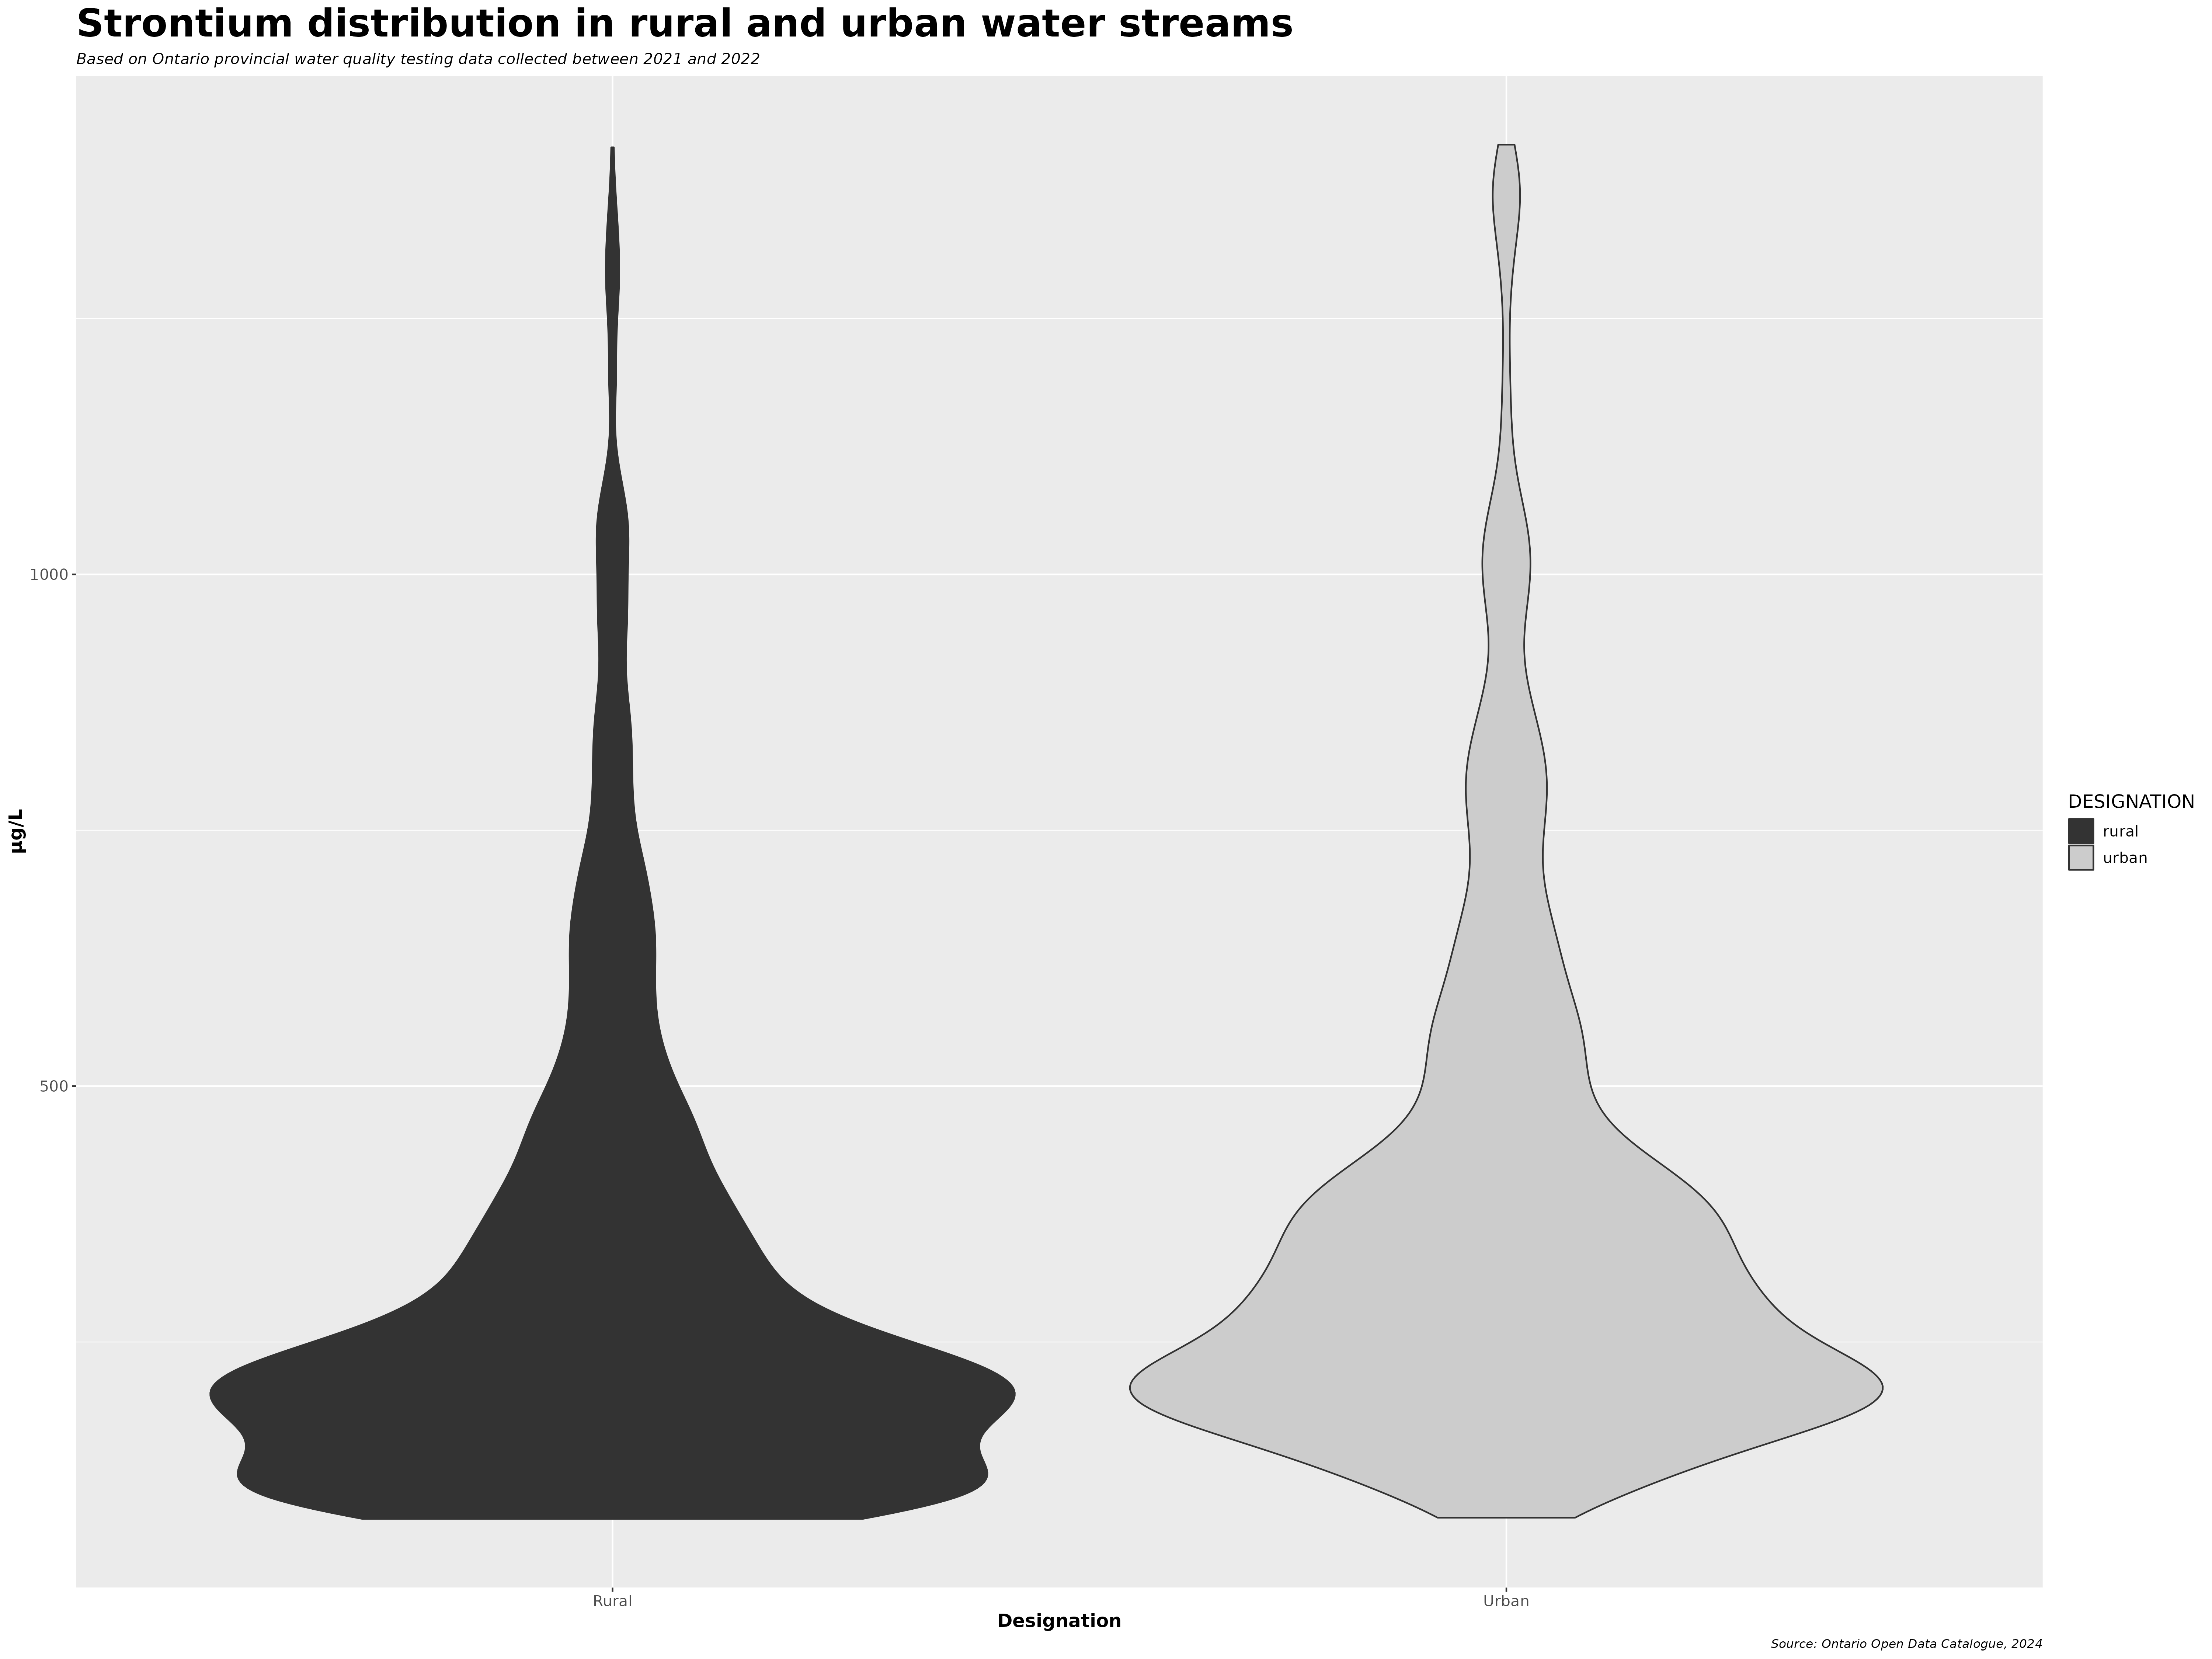 Strontium distribution in rural and urban water streams
Based on Ontario provincial water quality testing data collected between 2021 and 2022
1000
500
µg/L
Rural
Urban
Designation
DESIGNATION
rural
urban
Source: Ontario Open Data Catalogue, 2024